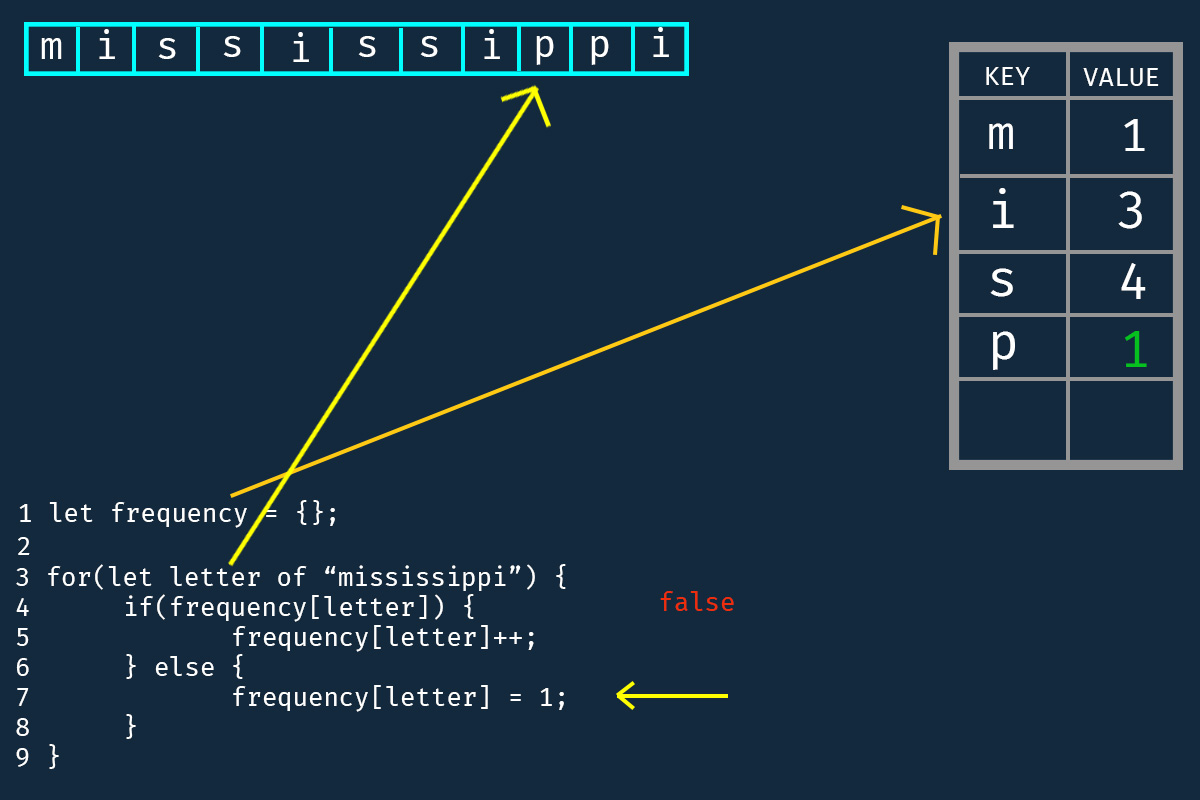 m i s s i s s i p p i
KEY VALUE
m 1
i 3
s 4
p 1
1 let frequency = {};
2
3 for(let letter of “mississippi”) {
4 if(frequency[letter]) { false
5 frequency[letter]++;
6 } else {
7 frequency[letter] = 1;
8 }
9 }